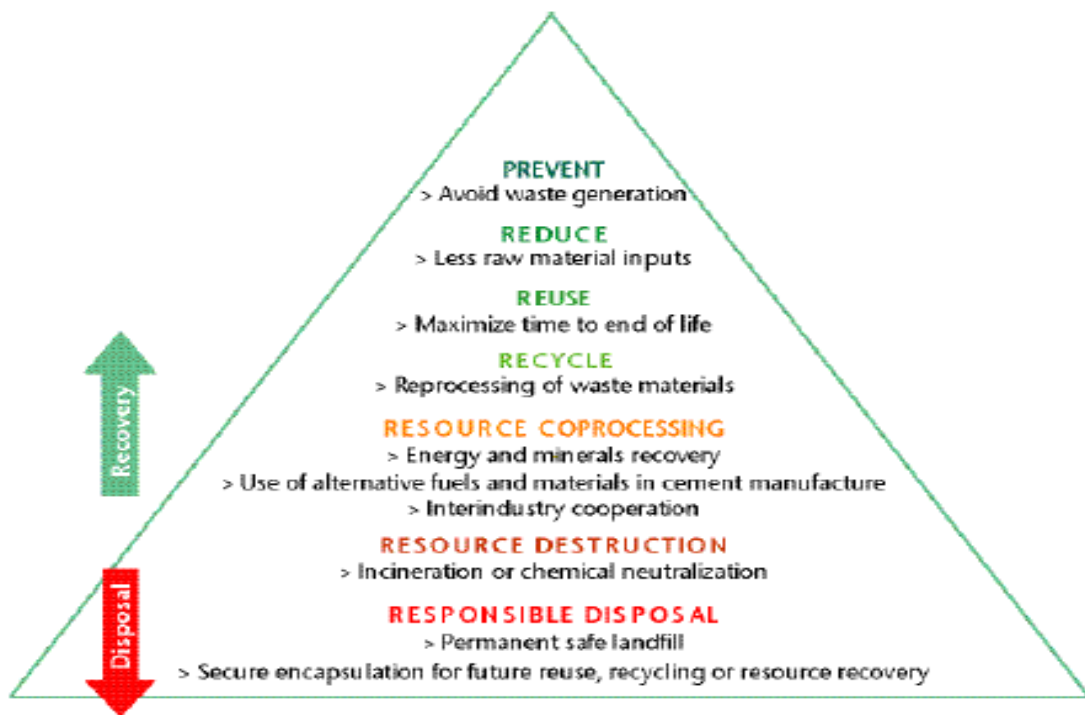 PREVENT
> Avoid waste generation
REDUCE
> Less raw material inputs
REUSE
> Maximize time to end of life
RECYCLE
> Reprocessing of waste materials
RESOURCE COPROCESSING
> Energy and minerals recovery
> Use of alternative fuels and materials in cement manufacture
> Interindustry cooperation
RESOURCE DESTRUCTION
> Incineration or chemical neutralization
RESPONSIBLE DISPOSAL
> Permanent safe landfill
> Secure encapsulation for future reuse, recycling or resource recovery
Recovery
Disposal